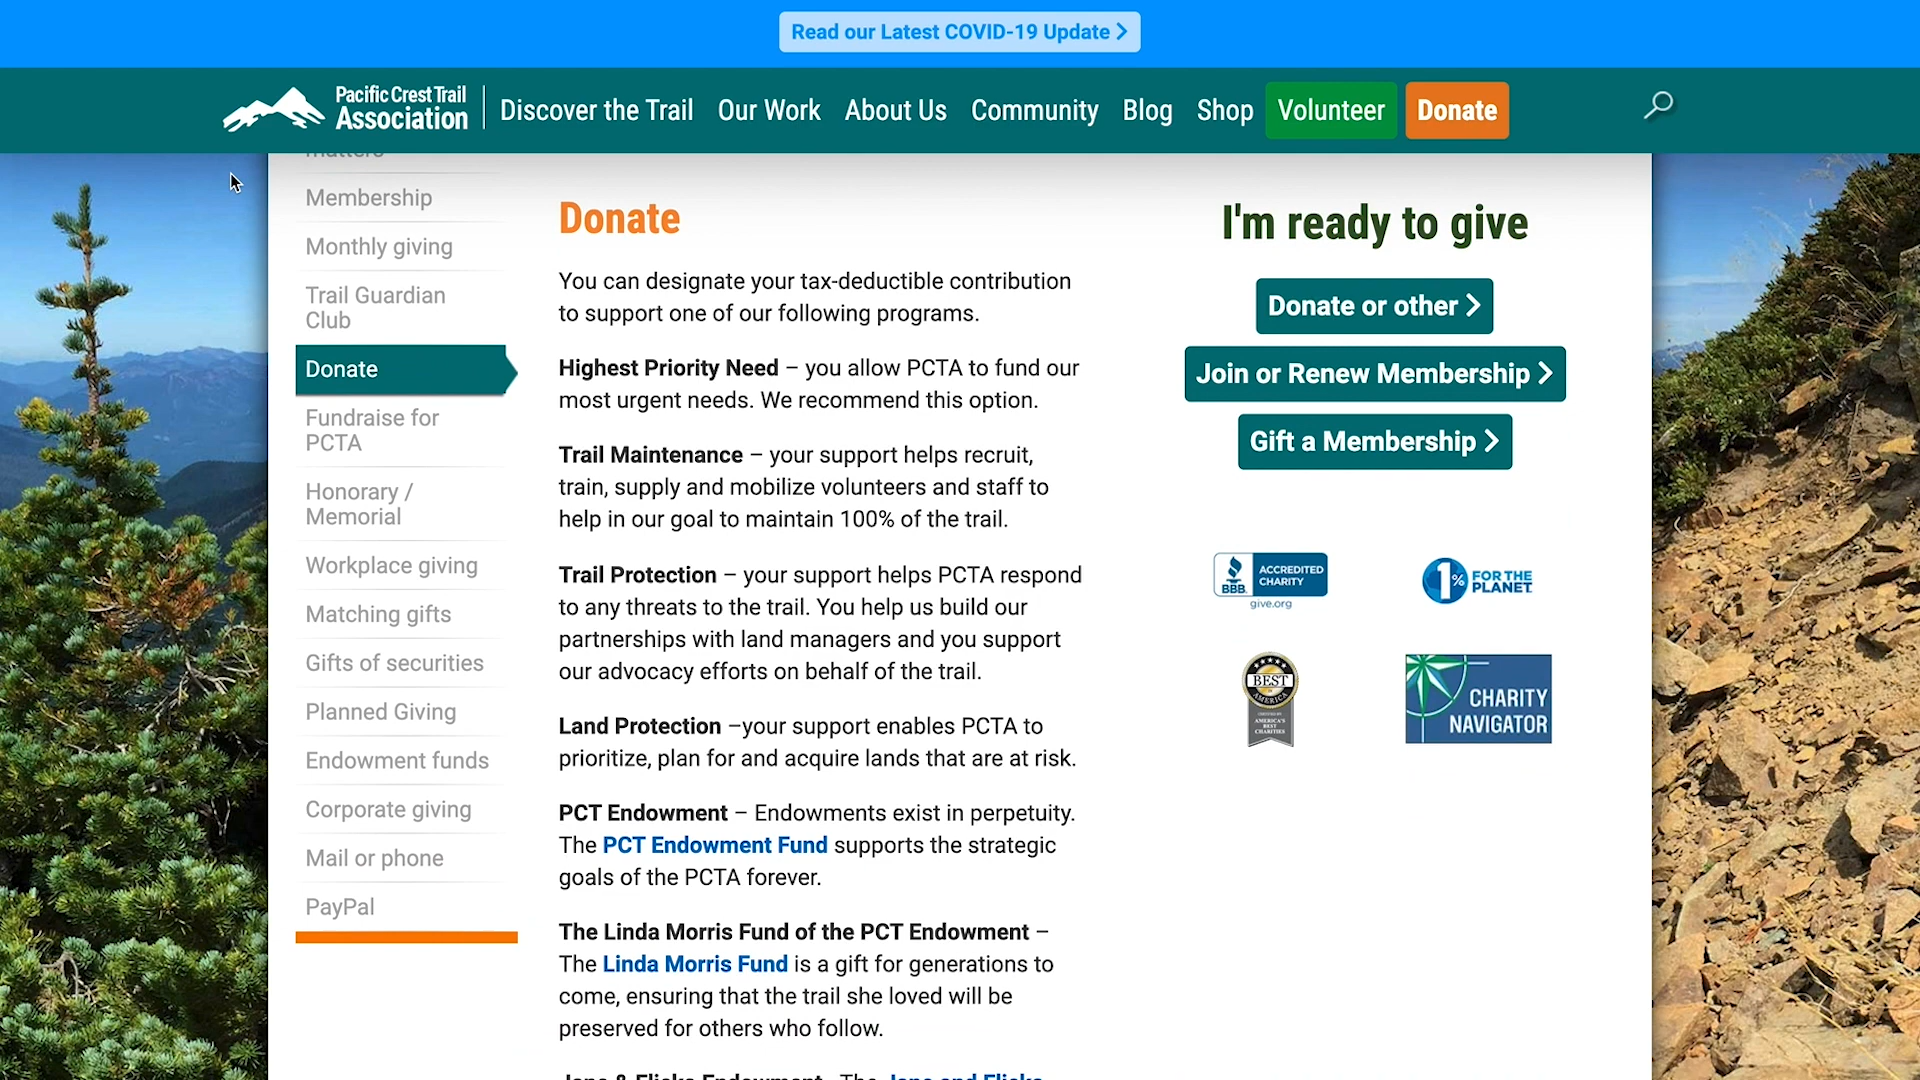 Read our Latest COVID-19 Update
Pacific Crest Trail
Association
Discover the Trail
Our Work
About Us
Community
Blog
Shop
Volunteer
Donate
matters
Membership
Monthly giving
Trail Guardian
Club
Donate
Fundraise for
PCTA
Honorary /
Memorial
Workplace giving
Matching gifts
Gifts of securities
Planned Giving
Endowment funds
Corporate giving
Mail or phone
PayPal
Donate
You can designate your tax-deductible contribution
to support one of our following programs.
Highest Priority Need – you allow PCTA to fund our
most urgent needs. We recommend this option.
Trail Maintenance – your support helps recruit,
train, supply and mobilize volunteers and staff to
help in our goal to maintain 100% of the trail.
Trail Protection – your support helps PCTA respond
to any threats to the trail. You help us build our
partnerships with land managers and you support
our advocacy efforts on behalf of the trail.
Land Protection –your support enables PCTA to
prioritize, plan for and acquire lands that are at risk.
PCT Endowment – Endowments exist in perpetuity.
The PCT Endowment Fund supports the strategic
goals of the PCTA forever.
The Linda Morris Fund of the PCT Endowment –
The Linda Morris Fund is a gift for generations to
come, ensuring that the trail she loved will be
preserved for others who follow.
I'm ready to give
Donate or other
Join or Renew Membership
Gift a Membership
BBB
ACCREDITED
CHARITY
give.org
1%
FOR THE
PLANET
BEST
IN
AMERICA
AMERICA'S
BEST
CHARITIES
CHARITY
NAVIGATOR